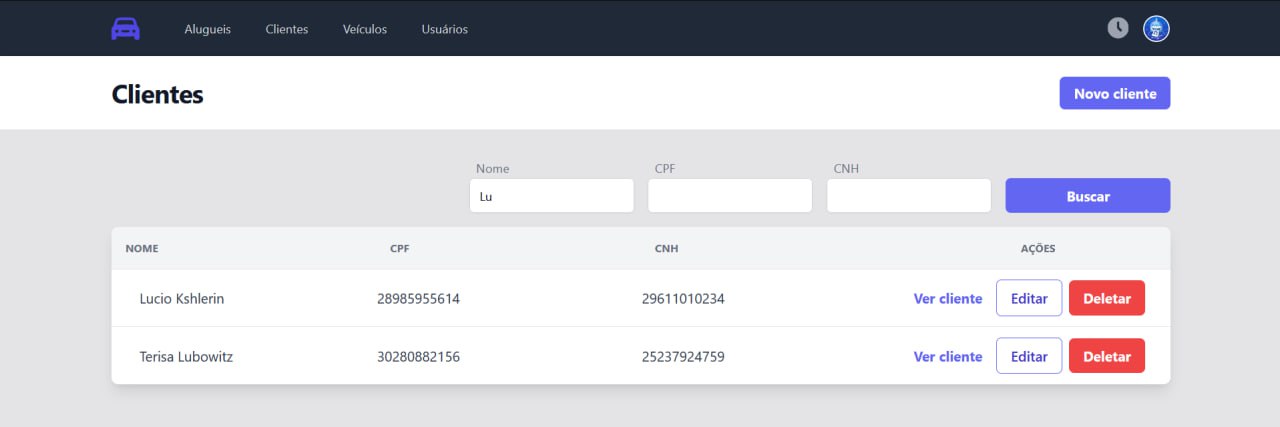 Alugueis Clientes Veículos Usuários
Clientes Novo cliente
Nome CPF CNH
Lu Buscar
NOME CPF CNH AÇÕES
Lucio Kshlerin 28985955614 29611010234 Ver cliente Editar Deletar
Terisa Lubowitz 30280882156 25237924759 Ver cliente Editar Deletar